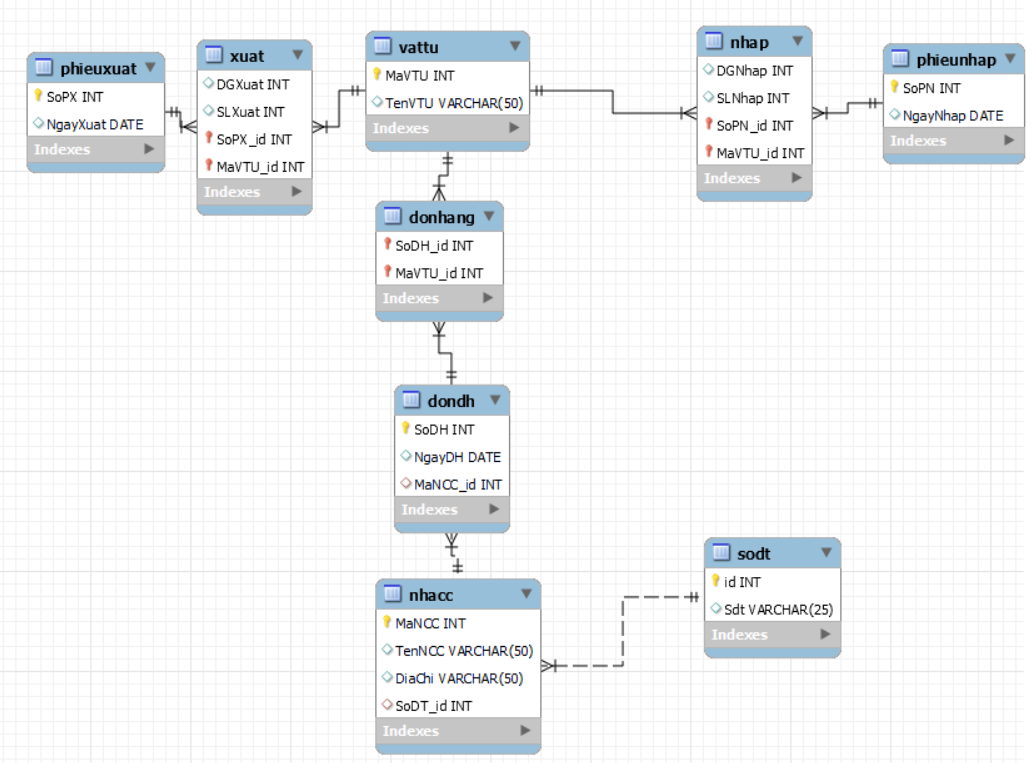 phieuxuat
SoPX INT
NgayXuat DATE
Indexes
xuat
DGXuat INT
SLXuat INT
SoPX_id INT
MaVTU_id INT
Indexes
vattu
MaVTU INT
TenVTU VARCHAR(50)
Indexes
nhap
DGNhap INT
SLNhap INT
SoPN_id INT
MaVTU_id INT
Indexes
phieunhap
SoPN INT
NgayNhap DATE
Indexes
donhang
SoDH_id INT
MaVTU_id INT
Indexes
dondh
SoDH INT
NgayDH DATE
MaNCC_id INT
Indexes
nhacc
MaNCC INT
TenNCC VARCHAR(50)
DiaChi VARCHAR(50)
SoDT_id INT
Indexes
sodt
id INT
Sdt VARCHAR(25)
Indexes